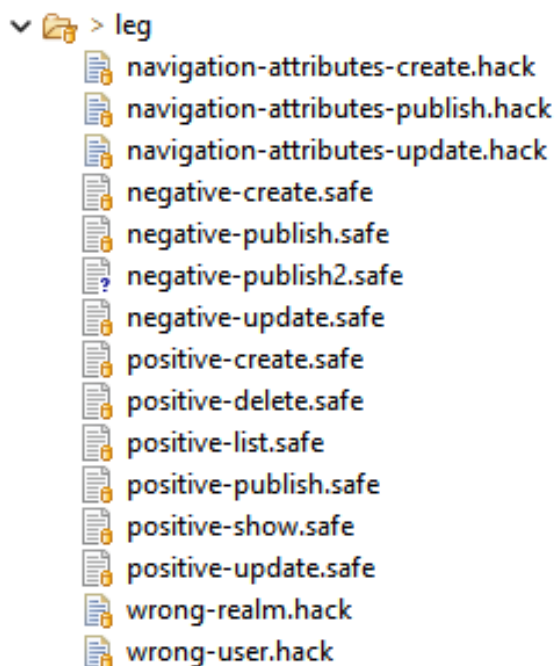 > leg
navigation-attributes-create.hack
navigation-attributes-publish.hack
navigation-attributes-update.hack
negative-create.safe
negative-publish.safe
negative-publish2.safe
negative-update.safe
positive-create.safe
positive-delete.safe
positive-list.safe
positive-publish.safe
positive-show.safe
positive-update.safe
wrong-realm.hack
wrong-user.hack